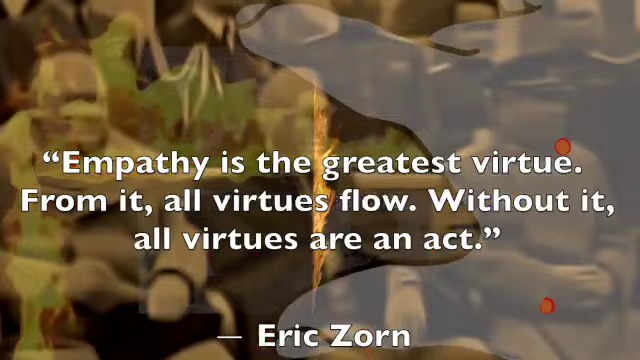 “Empathy is the greatest virtue.
From it, all virtues flow. Without it,
all virtues are an act.”
— Eric Zorn